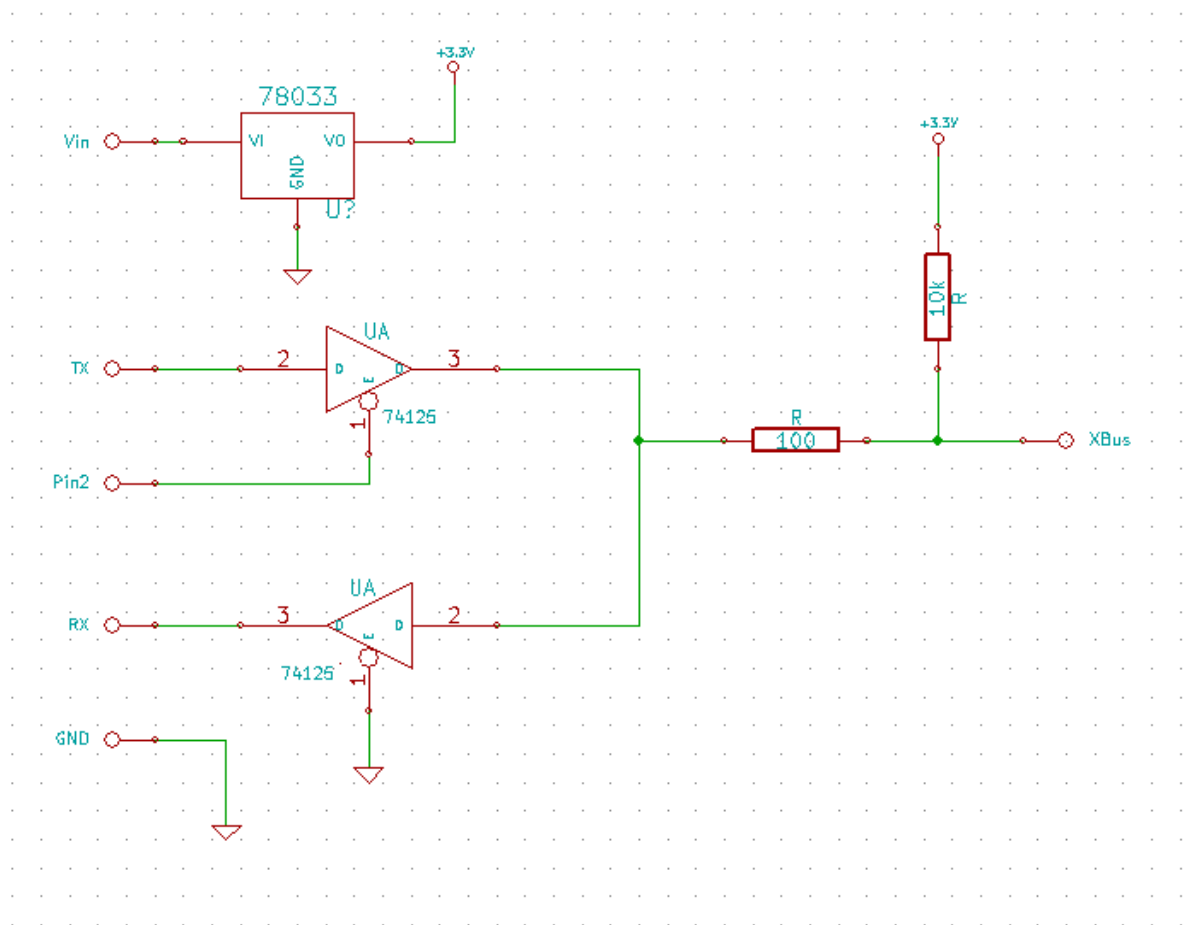 +3.3V
78033
Vin
VI
VO
GND
U?
+3.3V
10k
R
UA
TX
2
D
O
3
E
1
74125
Pin2
R
100
XBus
UA
RX
3
O
D
2
E
1
74125
GND